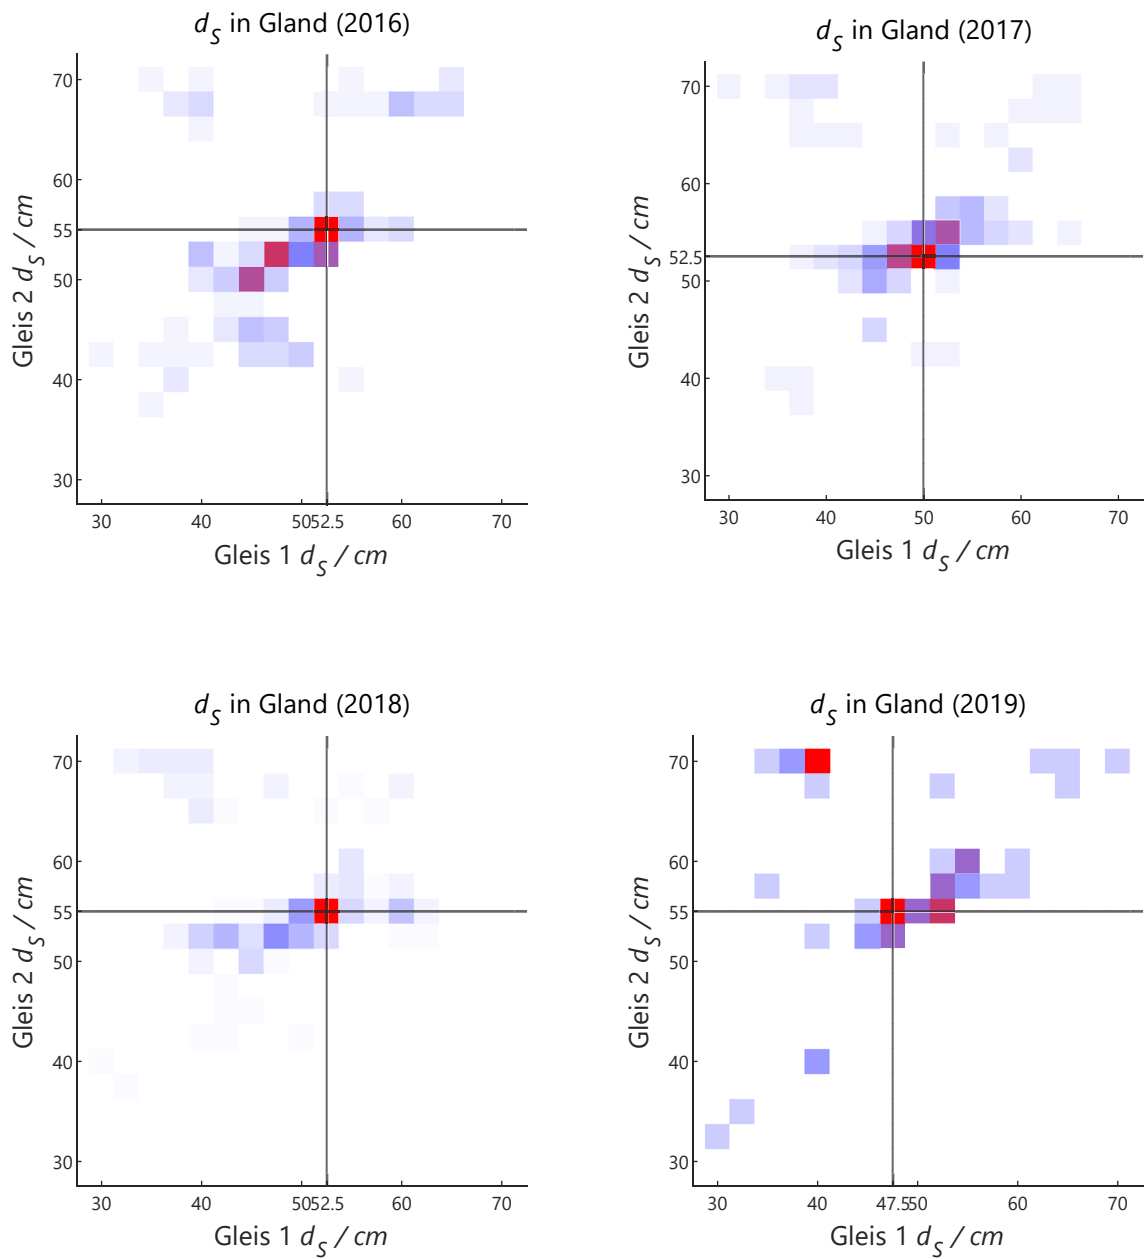 d_S in Gland (2016)
70
60
55
50
40
30
Gleis 2 d_S / cm
30 40 50 52.5 60 70
Gleis 1 d_S / cm
d_S in Gland (2017)
70
60
52.5
50
40
30
Gleis 2 d_S / cm
30 40 50 60 70
Gleis 1 d_S / cm
d_S in Gland (2018)
70
60
55
50
40
30
Gleis 2 d_S / cm
30 40 50 52.5 60 70
Gleis 1 d_S / cm
d_S in Gland (2019)
70
60
55
50
40
30
Gleis 2 d_S / cm
30 40 47.5 50 60 70
Gleis 1 d_S / cm